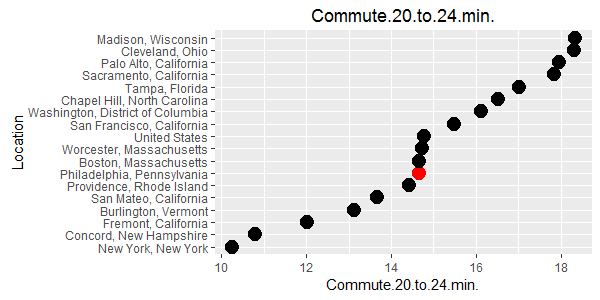 Commute.20.to.24.min.
Location
Madison, Wisconsin
Cleveland, Ohio
Palo Alto, California
Sacramento, California
Tampa, Florida
Chapel Hill, North Carolina
Washington, District of Columbia
San Francisco, California
United States
Worcester, Massachusetts
Boston, Massachusetts
Philadelphia, Pennsylvania
Providence, Rhode Island
San Mateo, California
Burlington, Vermont
Fremont, California
Concord, New Hampshire
New York, New York
10 12 14 16 18
Commute.20.to.24.min.